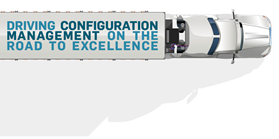 DRIVING CONFIGURATION
MANAGEMENT ON THE
ROAD TO EXCELLENCE